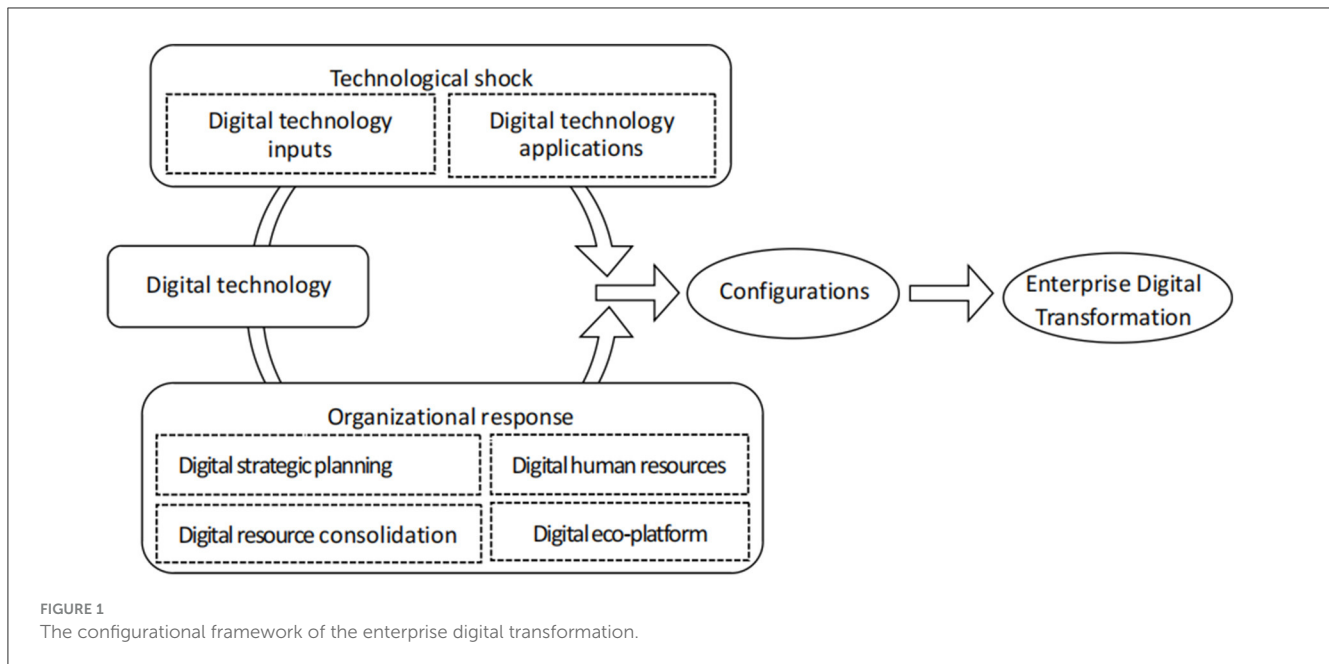 Technological shock
Digital technology
inputs
Digital technology
applications
Digital technology
Configurations
Enterprise Digital
Transformation
Organizational response
Digital strategic planning
Digital human resources
Digital resource consolidation
Digital eco-platform
FIGURE 1
The configurational framework of the enterprise digital transformation.